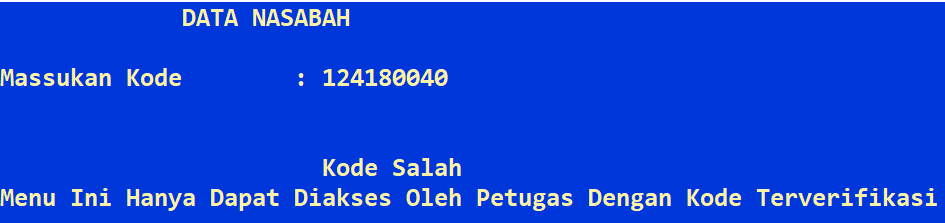 DATA NASABAH
Massukan Kode : 124180040
Kode Salah
Menu Ini Hanya Dapat Diakses Oleh Petugas Dengan Kode Terverifikasi